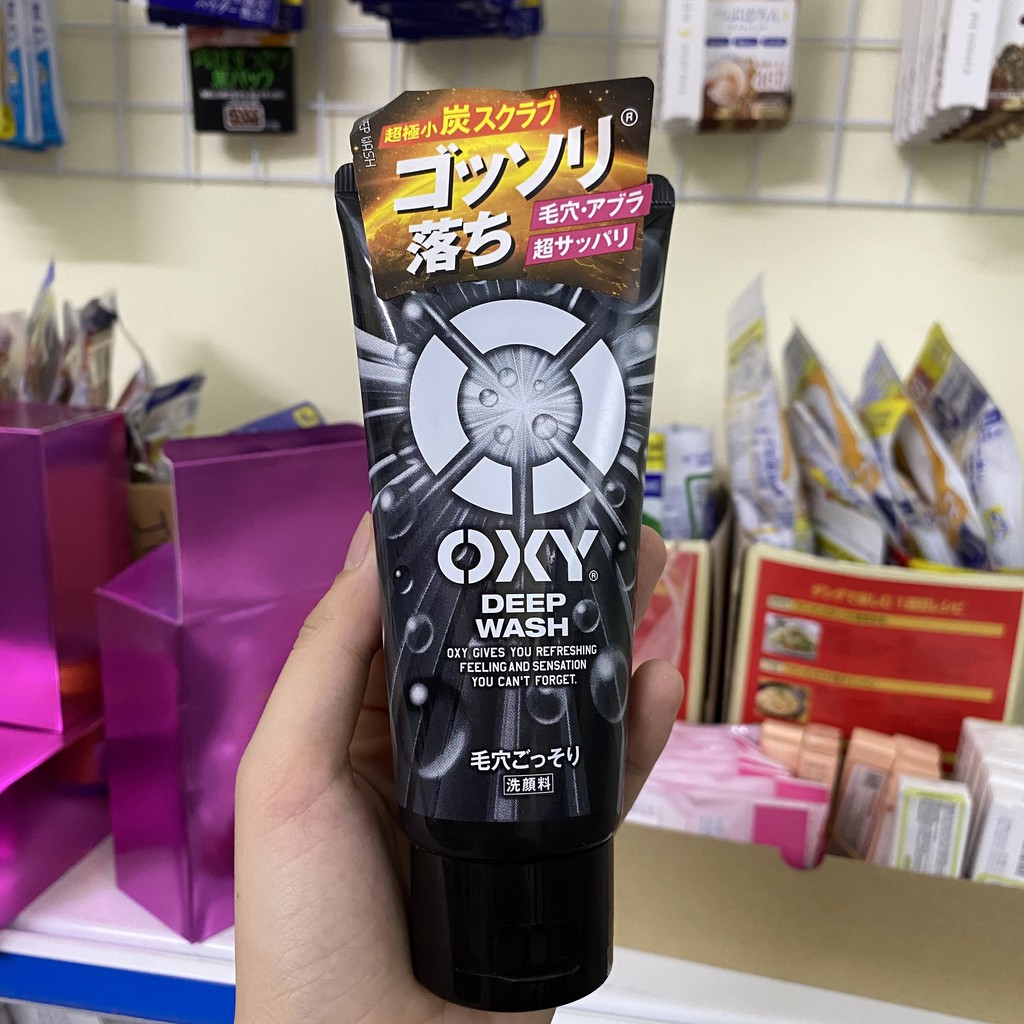 超極小 炭スクラブ
ゴッソリ®
落ち
毛穴・アブラ
超サッパリ
OXY®
DEEP
WASH
OXY GIVES YOU REFRESHING
FEELING AND SENSATION
YOU CAN'T FORGET.
毛穴ごっそり
洗顔料